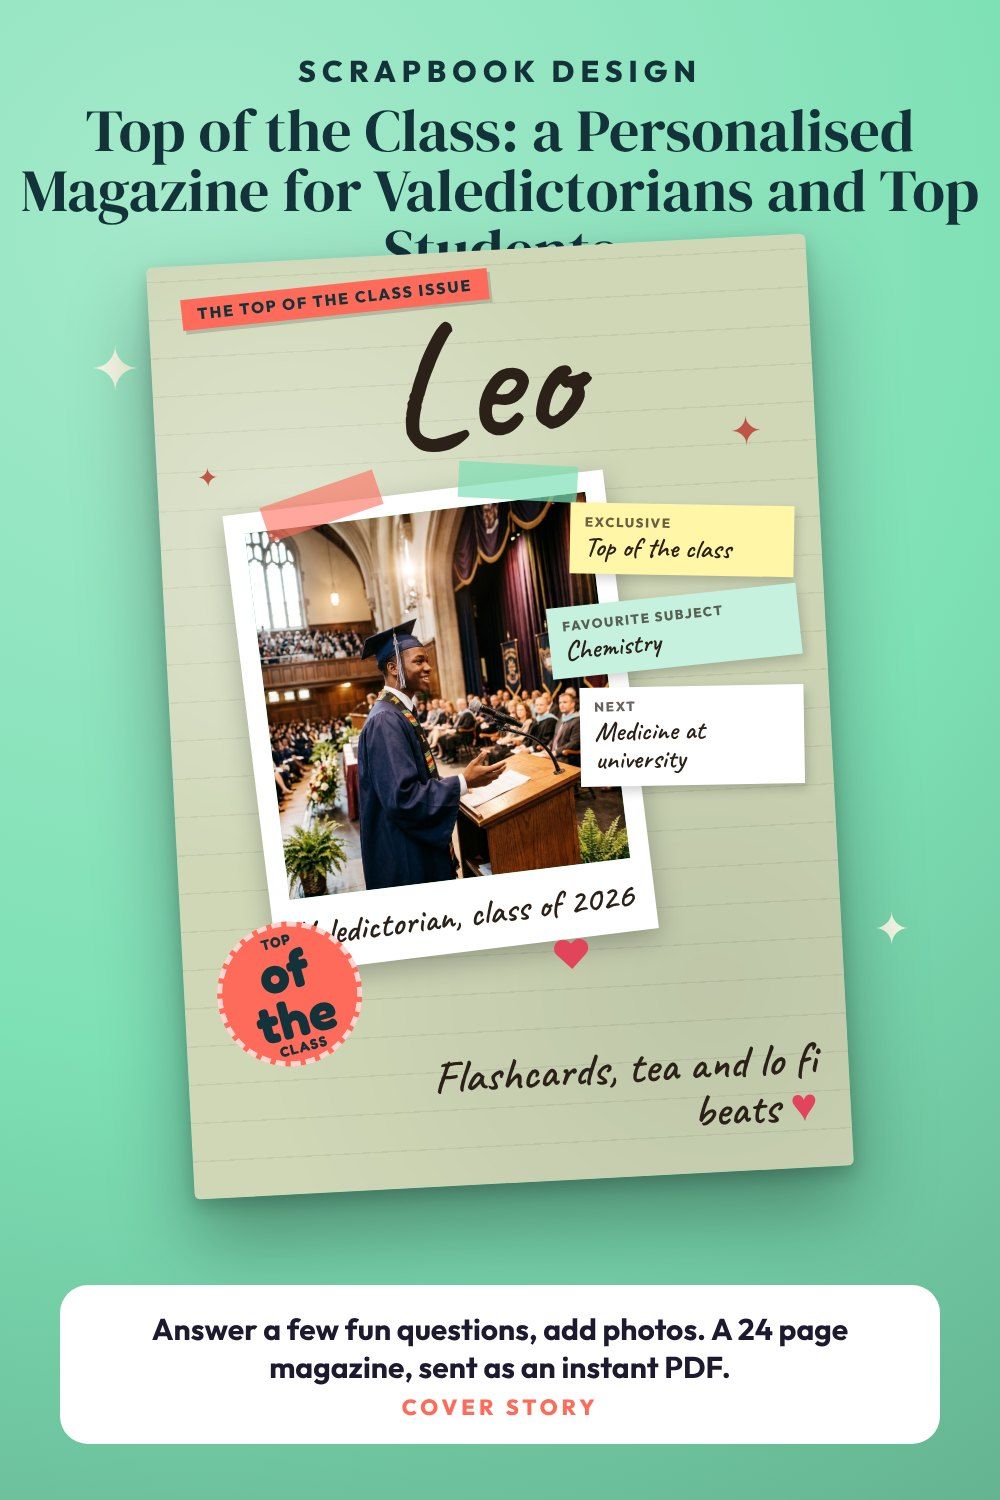 SCRAPBOOK DESIGN
Top of the Class: a Personalised
Magazine for Valedictorians and Top
Students
THE TOP OF THE CLASS ISSUE
Leo
EXCLUSIVE
Top of the class
FAVOURITE SUBJECT
Chemistry
NEXT
Medicine at
university
Valedictorian, class of 2026
TOP
of
the
CLASS
Flashcards, tea and lo fi
beats ♥
Answer a few fun questions, add photos. A 24 page
magazine, sent as an instant PDF.
COVER STORY